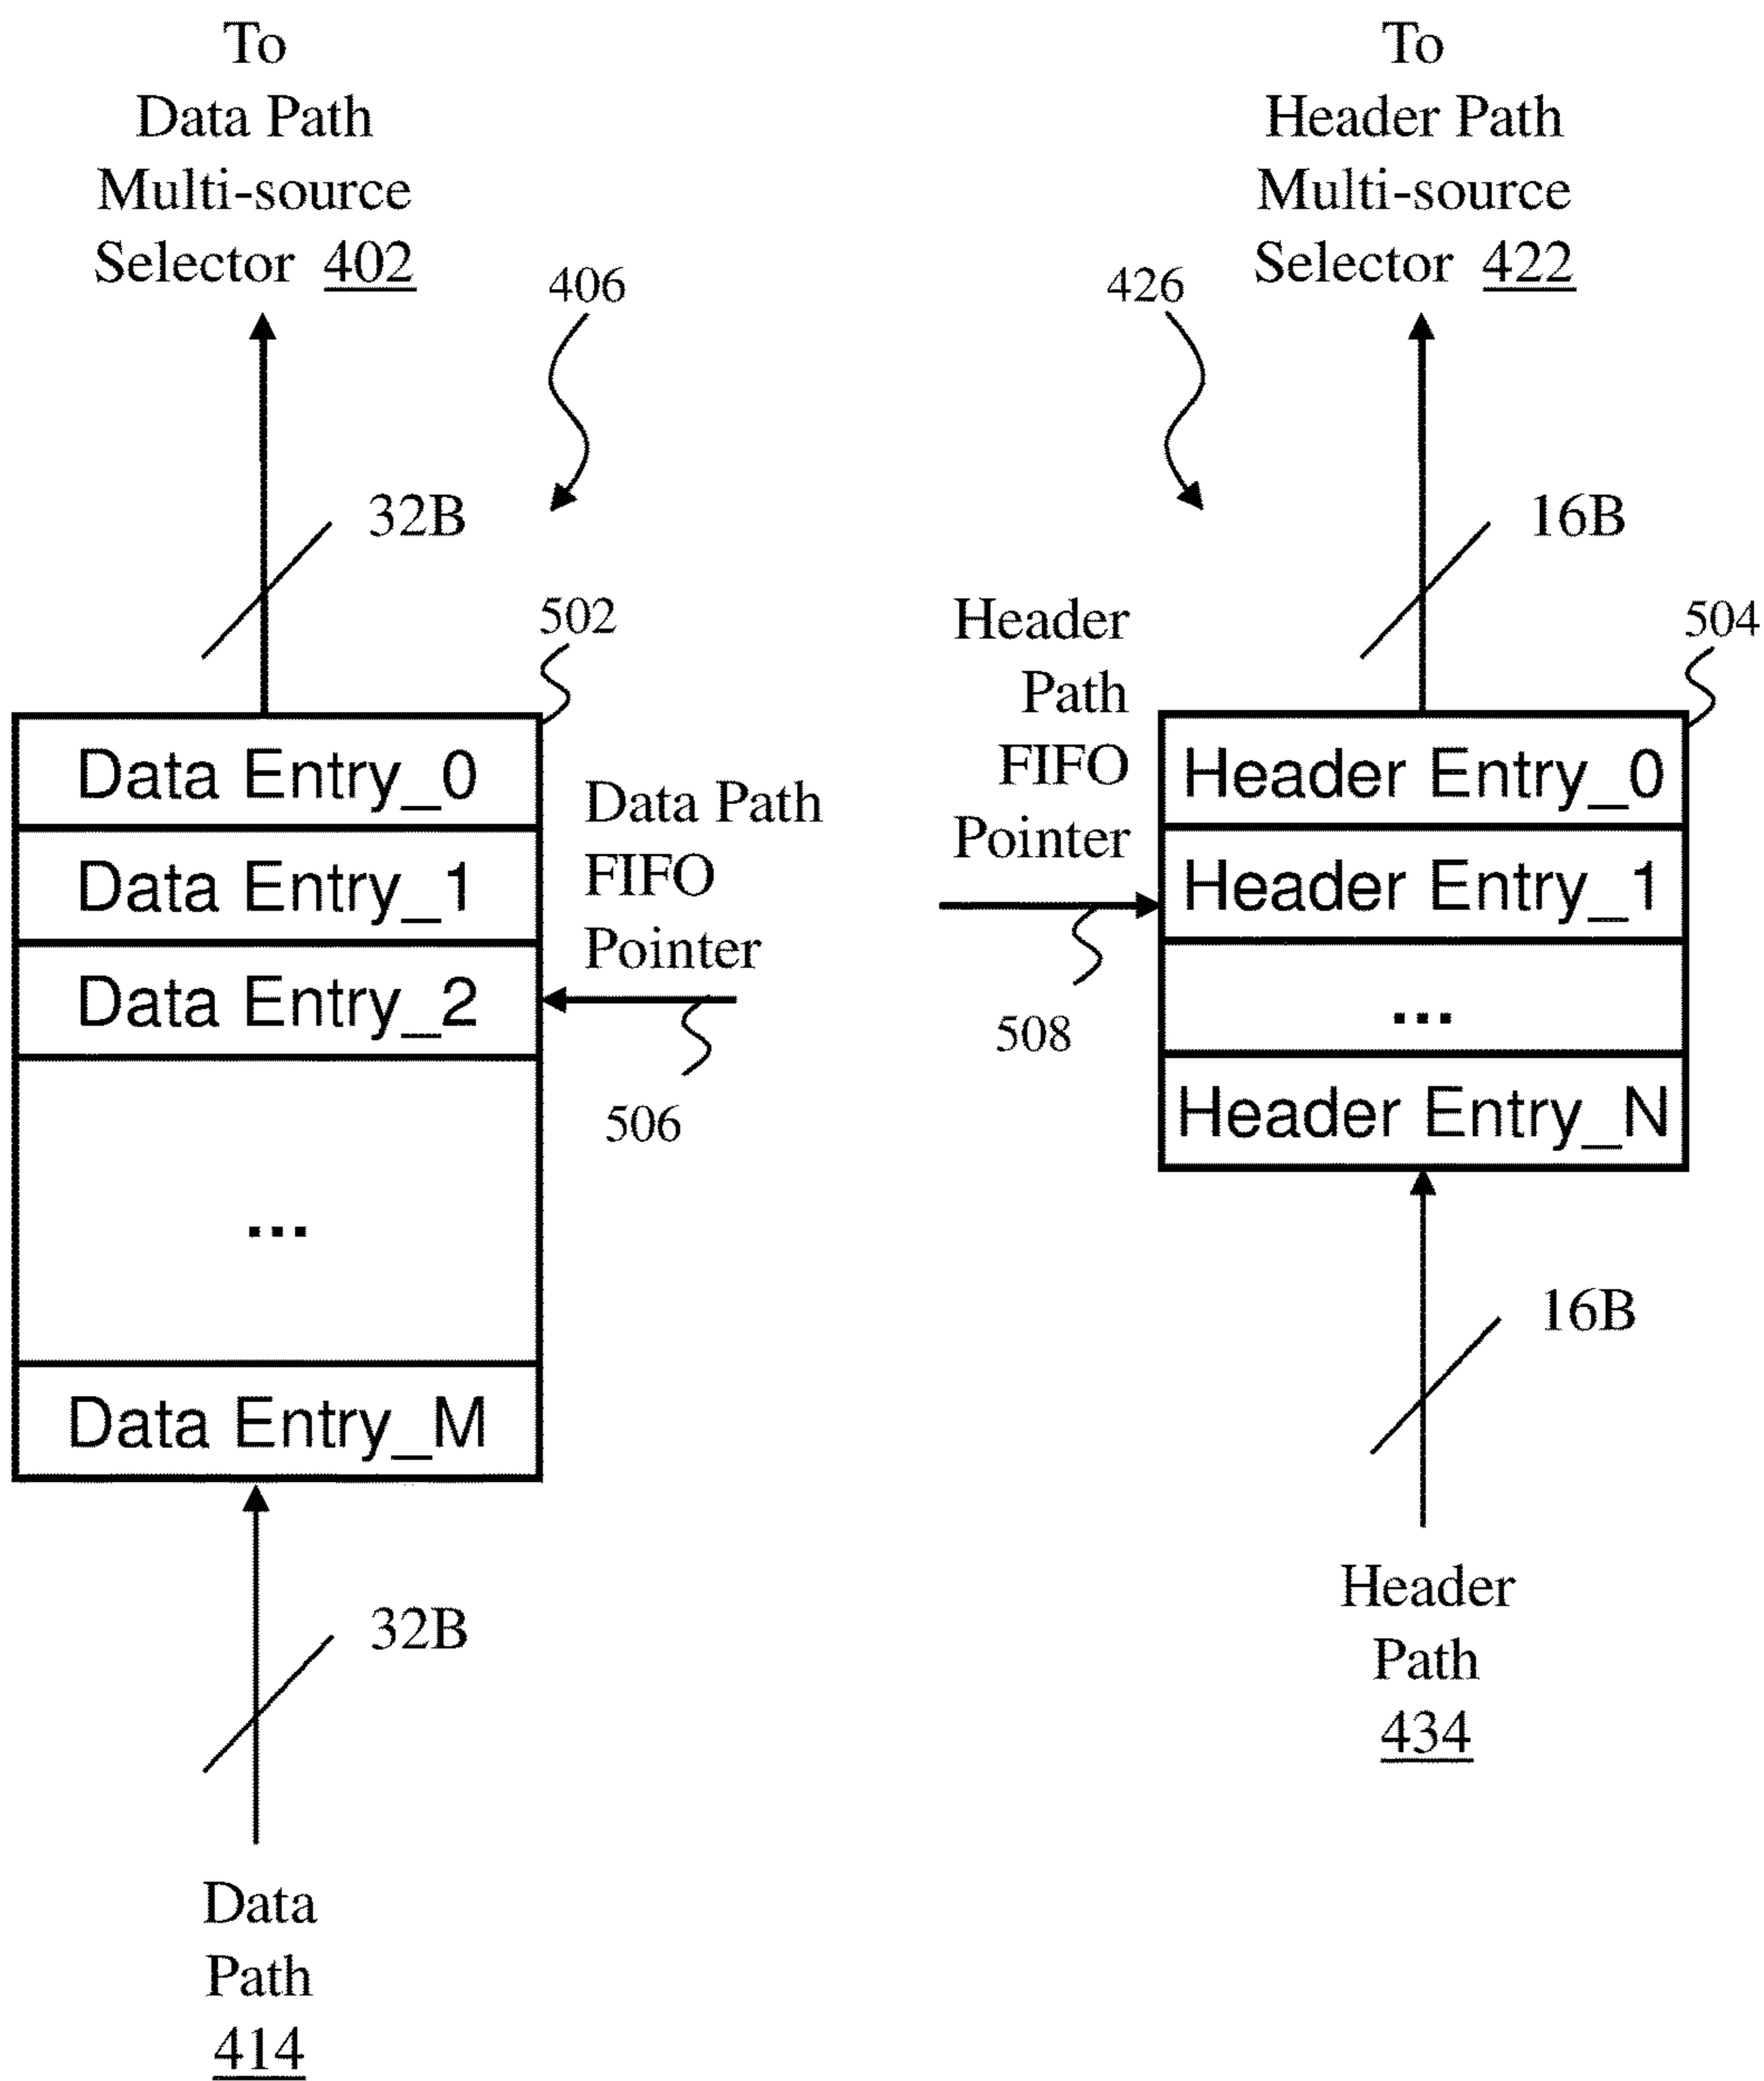 To
Data Path
Multi-source
Selector 402
406
32B
502
Data Entry_0
Data Entry_1
Data Entry_2
...
Data Entry_M
Data Path
FIFO
Pointer
506
32B
Data
Path
414
To
Header Path
Multi-source
Selector 422
426
16B
504
Header
Path
FIFO
Pointer
508
Header Entry_0
Header Entry_1
...
Header Entry_N
16B
Header
Path
434